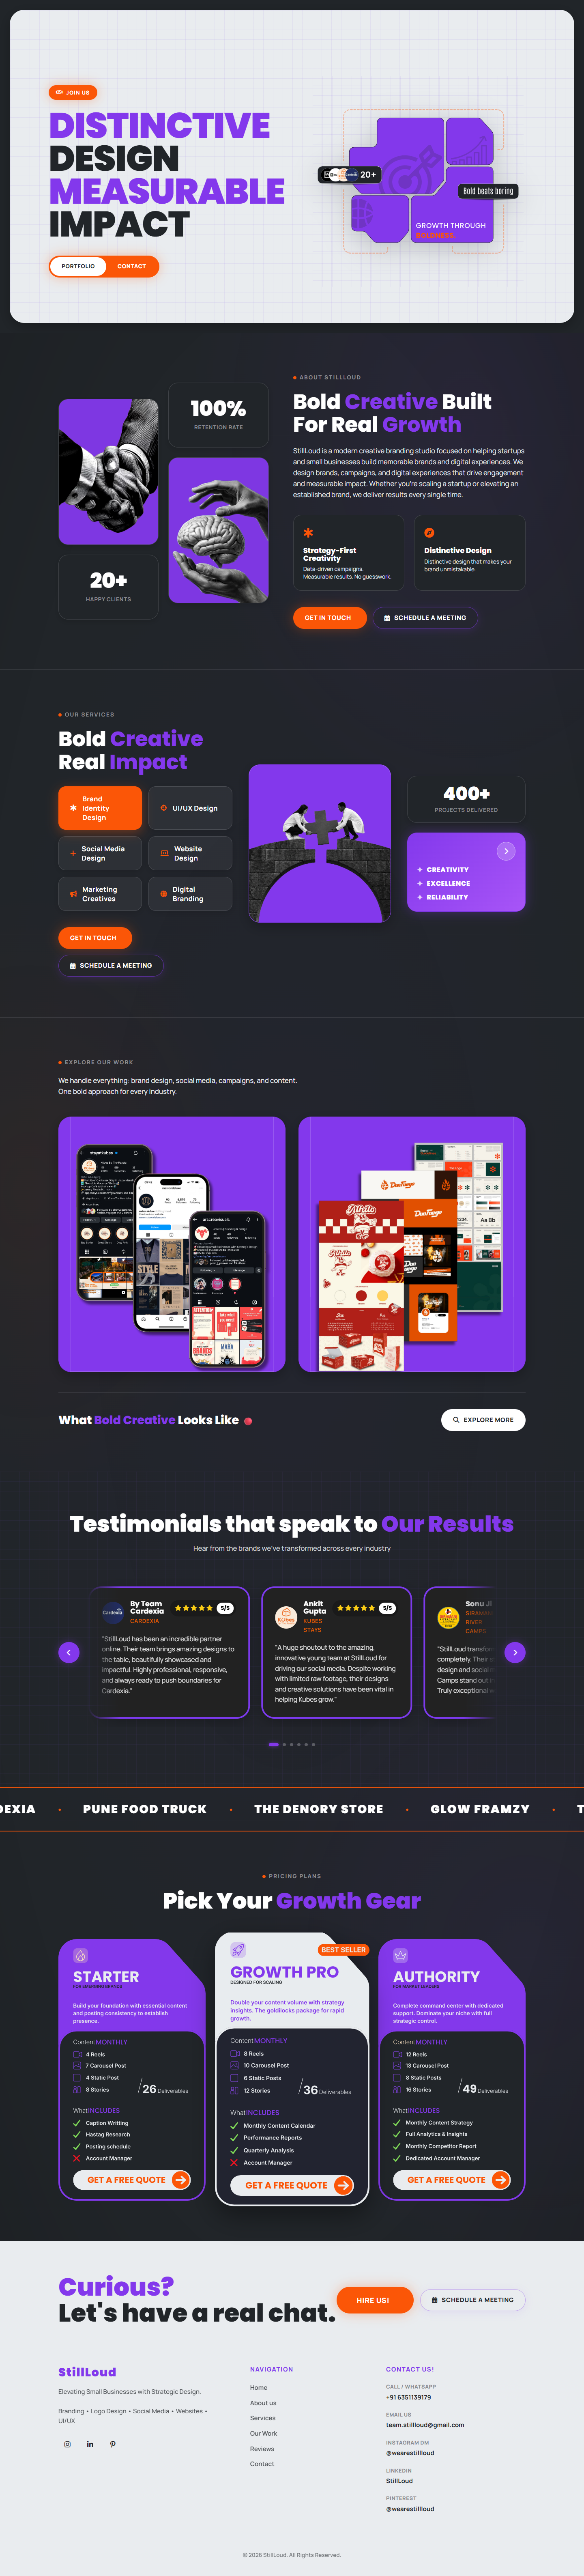 JOIN US
DISTINCTIVE
DESIGN
MEASURABLE
IMPACT
PORTFOLIO
CONTACT
20+
Bold beats boring
GROWTH THROUGH
BOLDNESS.
ABOUT STILLLOUD
Bold Creative Built
For Real Growth
StillLoud is a modern creative branding studio focused on helping startups
and small businesses build memorable brands and digital experiences. We
design brands, campaigns, and digital experiences that drive engagement
and measurable impact. Whether you're scaling a startup or elevating an
established brand, we deliver results every single time.
100%
RETENTION RATE
20+
HAPPY CLIENTS
Strategy-First
Creativity
Data-driven campaigns.
Measurable results. No guesswork.
Distinctive Design
Distinctive design that makes your
brand unmistakable.
GET IN TOUCH
SCHEDULE A MEETING
OUR SERVICES
Bold Creative
Real Impact
Brand
Identity
Design
UI/UX Design
Social Media
Design
Website
Design
Marketing
Creatives
Digital
Branding
GET IN TOUCH
SCHEDULE A MEETING
400+
PROJECTS DELIVERED
CREATIVITY
EXCELLENCE
RELIABILITY
EXPLORE OUR WORK
We handle everything: brand design, social media, campaigns, and content.
One bold approach for every industry.
What Bold Creative Looks Like
EXPLORE MORE
Testimonials that speak to Our Results
Hear from the brands we've transformed across every industry
By Team
Cardexia
CARDEXIA
5/5
"StillLoud has been an incredible partner
online. Their team brings amazing designs to
the table, beautifully showcased and
impactful. Highly professional, responsive,
and always ready to push boundaries for
Cardexia."
Ankit
Gupta
KUBES
STAYS
5/5
"A huge shoutout to the amazing,
innovative young team at StillLoud for
driving our social media. Despite working
with limited raw footage, their designs
and creative solutions have been vital in
helping Kubes grow."
Sonu Ji
RIVER
CAMPS
"StillLoud
completely. Their
design and social
Camps stand out
Truly exceptional
DEXIA
PUNE FOOD TRUCK
THE DENORY STORE
GLOW FRAMZY
PRICING PLANS
Pick Your Growth Gear
STARTER
Build your foundation with essential
content and posting consistency to establish
presence.
Content MONTHLY
4 Reels
7 Carousel Post
4 Static Post
8 Stories
26 Deliverables
What INCLUDES
Caption Writting
Hastag Research
Posting schedule
Account Manager
GET A FREE QUOTE
BEST SELLER
GROWTH PRO
DESIGNED FOR SCALING
Double your content volume with strategy
insights. The goldilocks package for rapid
growth.
Content MONTHLY
8 Reels
10 Carousel Post
6 Static Posts
12 Stories
36 Deliverables
What INCLUDES
Monthly Content Calendar
Performance Reports
Quarterly Analysis
Account Manager
GET A FREE QUOTE
AUTHORITY
FOR MARKET LEADERS
Complete command center with dedicated
support. Dominate your niche with full
strategic control.
Content MONTHLY
12 Reels
13 Carousel Post
8 Static Posts
16 Stories
49 Deliverables
What INCLUDES
Monthly Content Strategy
Full Analytics & Insights
Monthly Competitor Report
Dedicated Account Manager
GET A FREE QUOTE
Curious?
Let's have a real chat.
HIRE US!
SCHEDULE A MEETING
StillLoud
Elevating Small Businesses with Strategic Design.
Branding • Logo Design • Social Media • Websites •
UI/UX
NAVIGATION
Home
About us
Services
Our Work
Reviews
Contact
CONTACT US!
CALL / WHATSAPP
+91 6351139179
EMAIL US
team.stillloud@gmail.com
INSTAGRAM DM
@wearestillloud
LINKEDIN
StillLoud
PINTEREST
@wearestillloud
© 2026 StillLoud. All Rights Reserved.